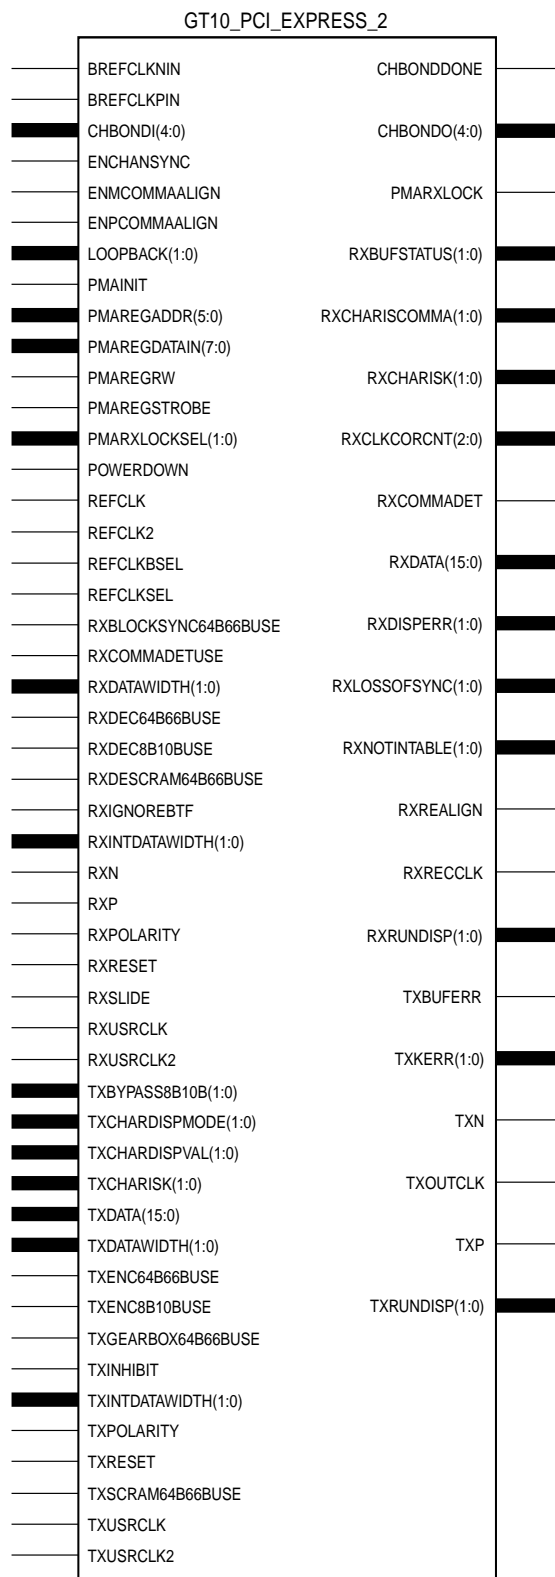 GT10_PCI_EXPRESS_2
BREFCLKNIN
BREFCLKPIN
CHBONDI(4:0)
ENCHANSYNC
ENMCOMMAALIGN
ENPCOMMAALIGN
LOOPBACK(1:0)
PMAINIT
PMAREGADDR(5:0)
PMAREGDATAIN(7:0)
PMAREGRW
PMAREGSTROBE
PMARXLOCKSEL(1:0)
POWERDOWN
REFCLK
REFCLK2
REFCLKBSEL
REFCLKSEL
RXBLOCKSYNC64B66BUSE
RXCOMMADETUSE
RXDATAWIDTH(1:0)
RXDEC64B66BUSE
RXDEC8B10BUSE
RXDESCRAM64B66BUSE
RXIGNOREBTF
RXINTDATAWIDTH(1:0)
RXN
RXP
RXPOLARITY
RXRESET
RXSLIDE
RXUSRCLK
RXUSRCLK2
TXBYPASS8B10B(1:0)
TXCHARDISPMODE(1:0)
TXCHARDISPVAL(1:0)
TXCHARISK(1:0)
TXDATA(15:0)
TXDATAWIDTH(1:0)
TXENC64B66BUSE
TXENC8B10BUSE
TXGEARBOX64B66BUSE
TXINHIBIT
TXINTDATAWIDTH(1:0)
TXPOLARITY
TXRESET
TXSCRAM64B66BUSE
TXUSRCLK
TXUSRCLK2
CHBONDDONE
CHBONDO(4:0)
PMARXLOCK
RXBUFSTATUS(1:0)
RXCHARISCOMMA(1:0)
RXCHARISK(1:0)
RXCLKCORCNT(2:0)
RXCOMMADET
RXDATA(15:0)
RXDISPERR(1:0)
RXLOSSOFSYNC(1:0)
RXNOTINTABLE(1:0)
RXREALIGN
RXRECCLK
RXRUNDISP(1:0)
TXBUFERR
TXKERR(1:0)
TXN
TXOUTCLK
TXP
TXRUNDISP(1:0)